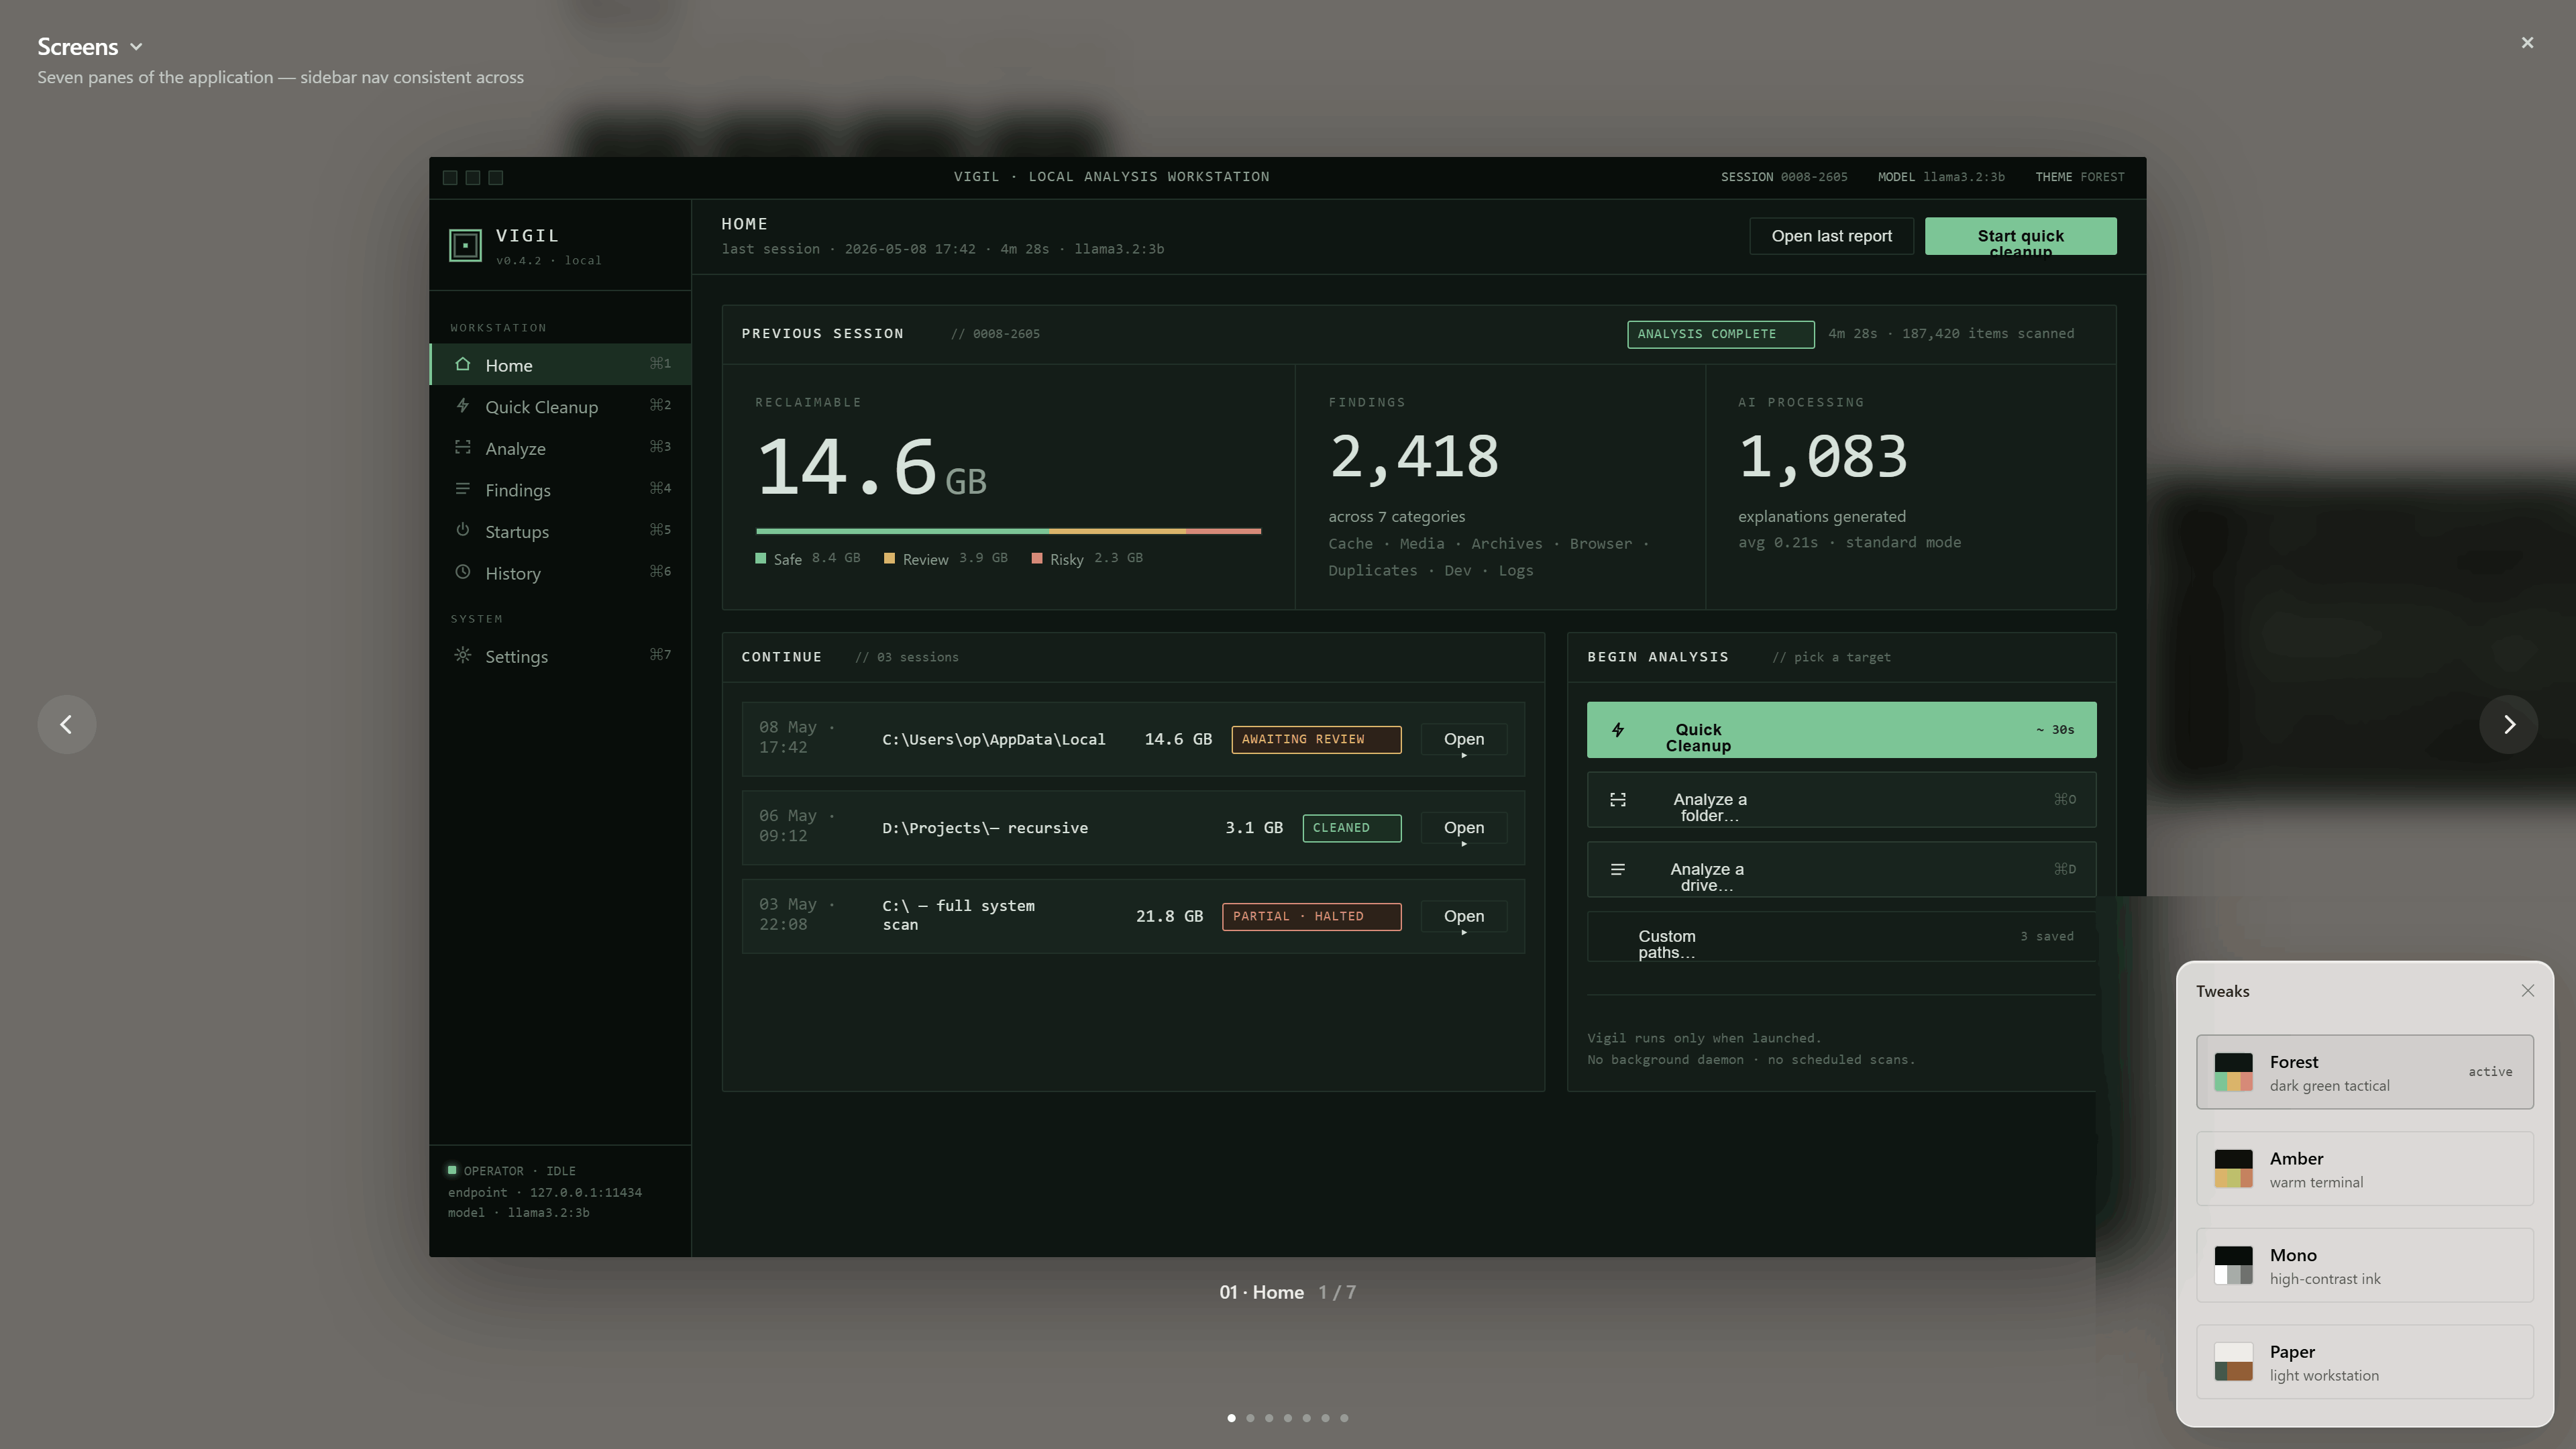 Screens
Seven panes of the application — sidebar nav consistent across
VIGIL · LOCAL ANALYSIS WORKSTATION
SESSION 0008-2605 MODEL llama3.2:3b THEME FOREST
VIGIL
v0.4.2 · local
WORKSTATION
Home ⌘1
Quick Cleanup ⌘2
Analyze ⌘3
Findings ⌘4
Startups ⌘5
History ⌘6
SYSTEM
Settings ⌘7
OPERATOR · IDLE
endpoint · 127.0.0.1:11434
model · llama3.2:3b
HOME
last session · 2026-05-08 17:42 · 4m 28s · llama3.2:3b
Open last report
Start quick
cleanup
PREVIOUS SESSION // 0008-2605
ANALYSIS COMPLETE 4m 28s · 187,420 items scanned
RECLAIMABLE
14.6 GB
Safe 8.4 GB Review 3.9 GB Risky 2.3 GB
FINDINGS
2,418
across 7 categories
Cache · Media · Archives · Browser ·
Duplicates · Dev · Logs
AI PROCESSING
1,083
explanations generated
avg 0.21s · standard mode
CONTINUE // 03 sessions
08 May ·
17:42
C:\Users\op\AppData\Local 14.6 GB AWAITING REVIEW Open ▸
06 May ·
09:12
D:\Projects\— recursive 3.1 GB CLEANED Open ▸
03 May ·
22:08
C:\ — full system
scan
21.8 GB PARTIAL · HALTED Open ▸
BEGIN ANALYSIS // pick a target
Quick
Cleanup
~ 30s
Analyze a
folder…
⌘O
Analyze a
drive…
⌘D
Custom
paths…
3 saved
Vigil runs only when launched.
No background daemon · no scheduled scans.
01 · Home 1 / 7
Tweaks
Forest
dark green tactical
active
Amber
warm terminal
Mono
high-contrast ink
Paper
light workstation